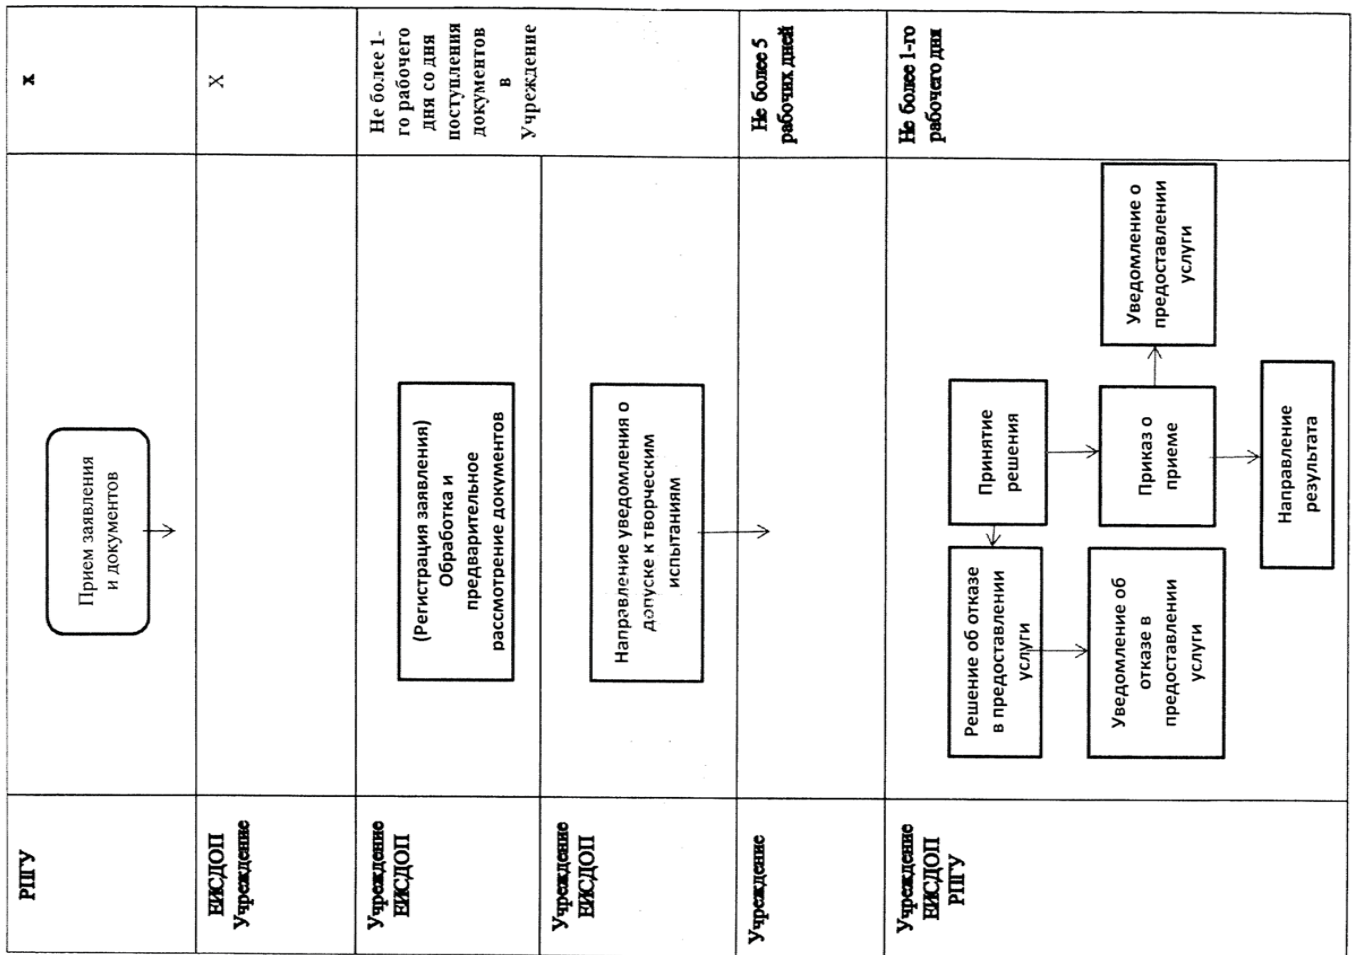 РПГУ
Прием заявления
и документов
х
ЕИСДОП
Учреждение
Х
Учреждение
ЕИСДОП
(Регистрация заявления)
Обработка и
предварительное
рассмотрение документов
Не более 1-
го рабочего
дня со дня
поступления
документов
в
Учреждение
Учреждение
ЕИСДОП
Направление уведомления о
допуске к творческим
испытаниям
Учреждение
Не более 5
рабочих дней
Учреждение
ЕИСДОП
РПГУ
Решение об отказе
в предоставлении
услуги
Принятие
решения
Уведомление об
отказе в
предоставлении
услуги
Приказ о
приеме
Уведомление о
предоставлении
услуги
Направление
результата
Не более 1-го
рабочего дня